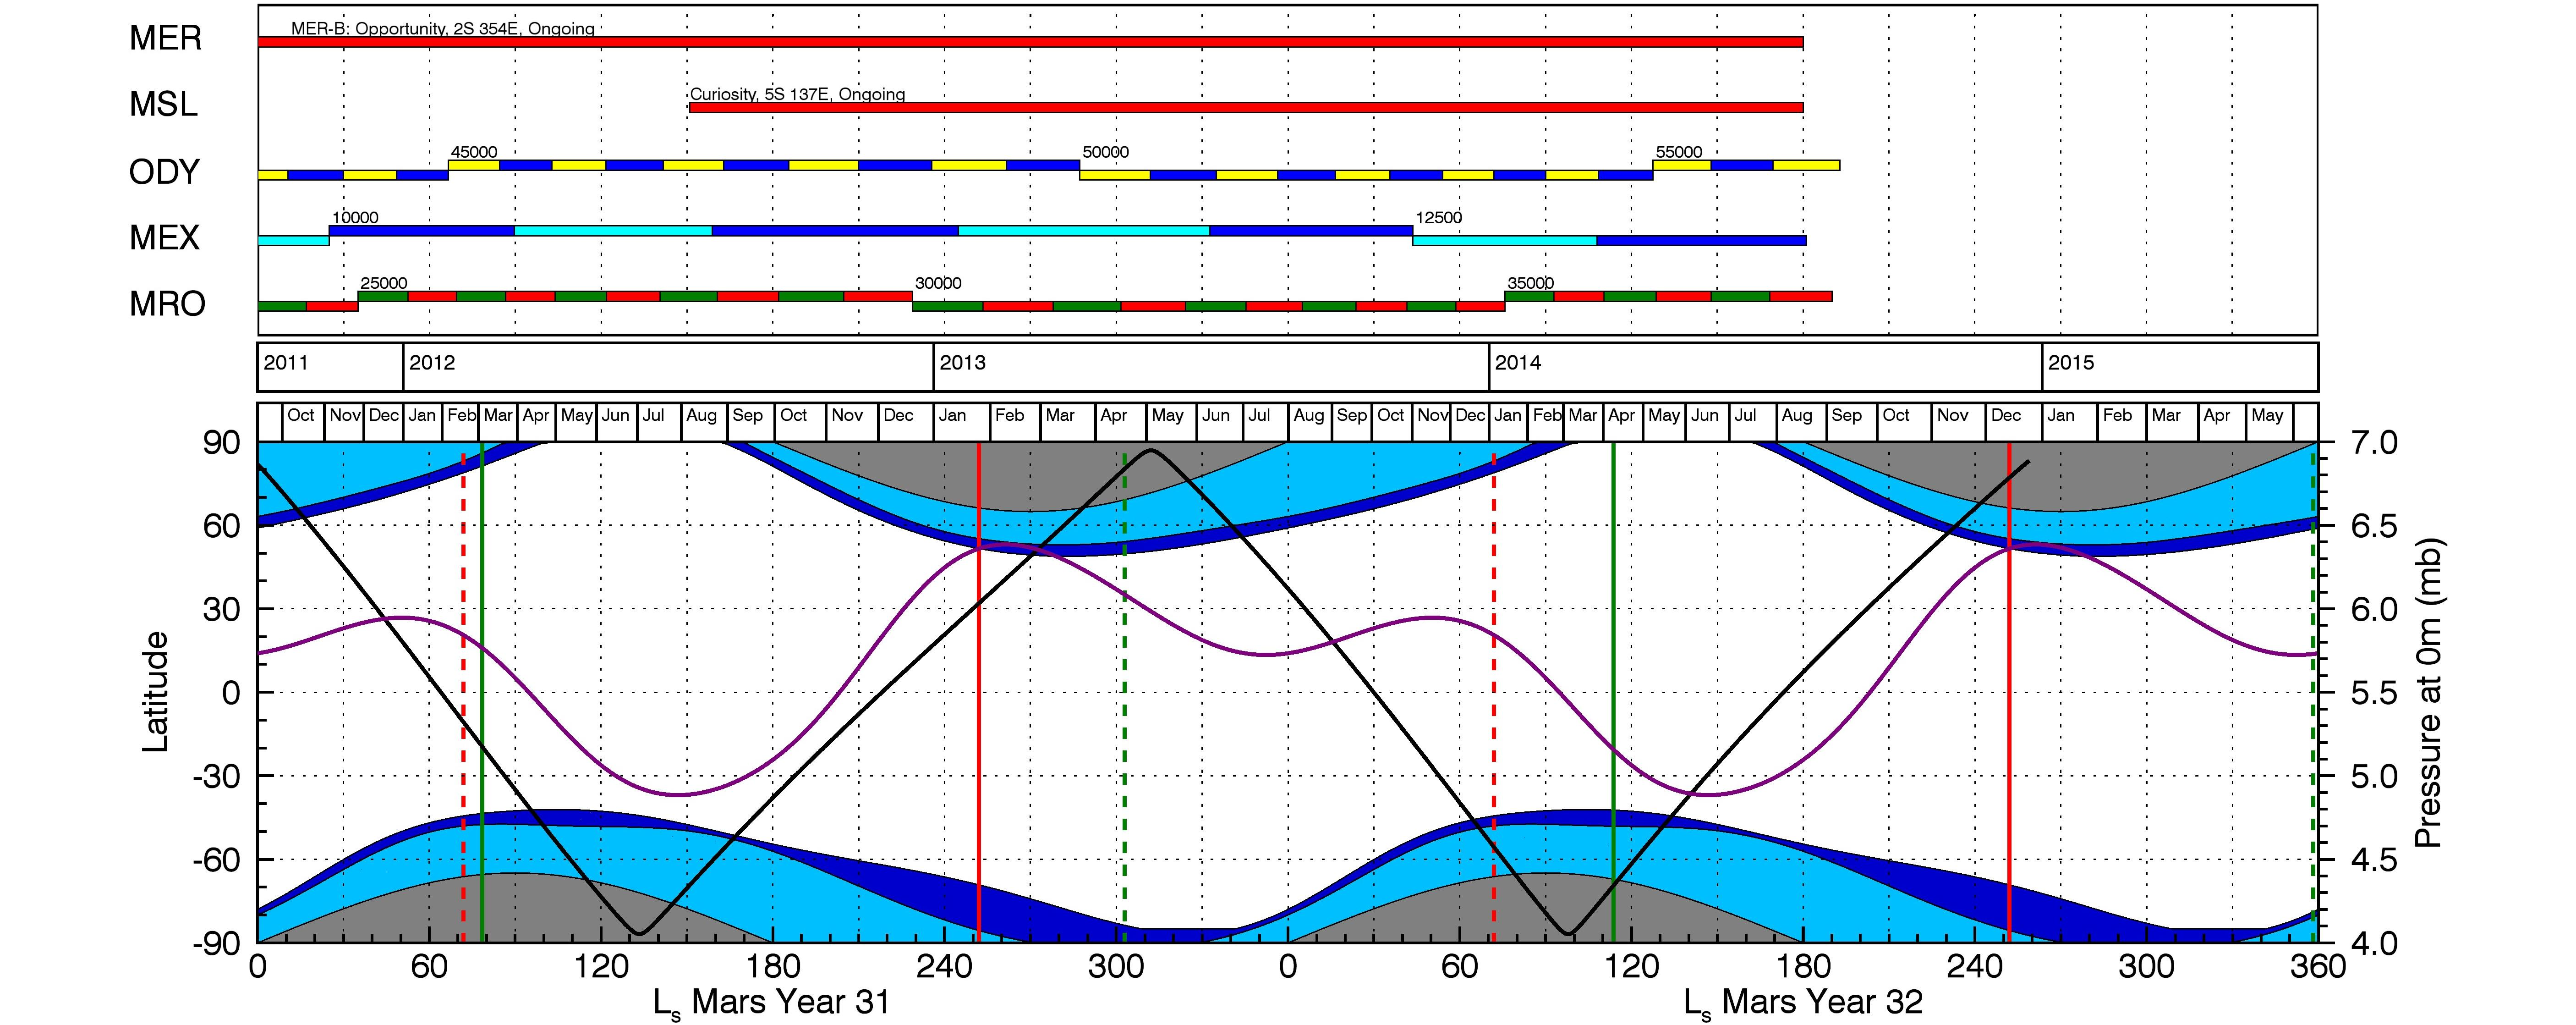 MER
MER-B: Opportunity, 2S 354E, Ongoing
MSL
Curiosity, 5S 137E, Ongoing
ODY
45000 50000 55000
MEX
10000 12500
MRO
25000 30000 35000
2011 2012 2013 2014 2015
Oct Nov Dec Jan Feb Mar Apr May Jun Jul Aug Sep Oct Nov Dec Jan Feb Mar Apr May Jun Jul Aug Sep Oct Nov Dec Jan Feb Mar Apr May Jun Jul Aug Sep Oct Nov Dec Jan Feb Mar Apr May
90 7.0
60 6.5
30 6.0
0 5.5
-30 5.0
-60 4.5
-90 4.0
Latitude
Pressure at 0m (mb)
0 60 120 180 240 300 0 60 120 180 240 300 360
Ls Mars Year 31 Ls Mars Year 32